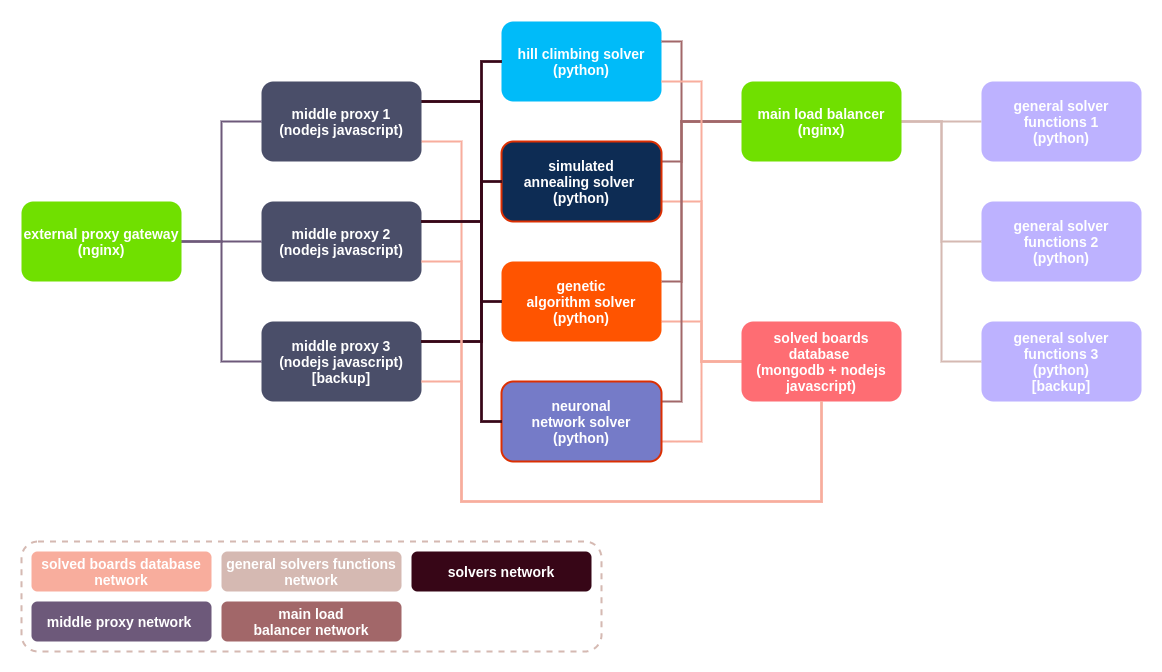 external proxy gateway
(nginx)
middle proxy 1
(nodejs javascript)
middle proxy 2
(nodejs javascript)
middle proxy 3
(nodejs javascript)
[backup]
hill climbing solver
(python)
simulated
annealing solver
(python)
genetic
algorithm solver
(python)
neuronal
network solver
(python)
main load balancer
(nginx)
solved boards
database
(mongodb + nodejs
javascript)
general solver
functions 1
(python)
general solver
functions 2
(python)
general solver
functions 3
(python)
[backup]
solved boards database
network
general solvers functions
network
solvers network
middle proxy network
main load
balancer network